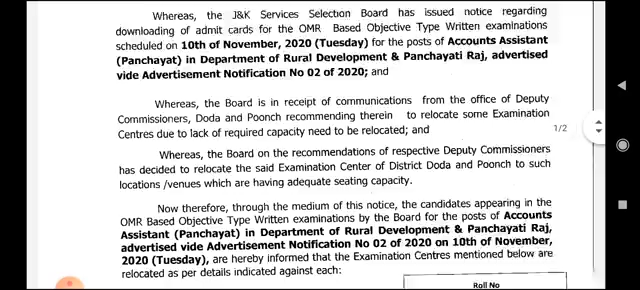 Whereas, the J&K Services Selection Board has issued notice regarding
downloading of admit cards for the OMR Based Objective Type Written examinations
scheduled on 10th of November, 2020 (Tuesday) for the posts of Accounts Assistant
(Panchayat) in Department of Rural Development & Panchayati Raj, advertised
vide Advertisement Notification No 02 of 2020; and
Whereas, the Board is in receipt of communications from the office of Deputy
Commissioners, Doda and Poonch recommending therein to relocate some Examination
Centres due to lack of required capacity need to be relocated; and
1/2
Whereas, the Board on the recommendations of respective Deputy Commissioners
has decided to relocate the said Examination Center of District Doda and Poonch to such
locations /venues which are having adequate seating capacity.
Now therefore, through the medium of this notice, the candidates appearing in the
OMR Based Objective Type Written examinations by the Board for the posts of Accounts
Assistant (Panchayat) in Department of Rural Development & Panchayati Raj,
advertised vide Advertisement Notification No 02 of 2020 on 10th of November,
2020 (Tuesday), are hereby informed that the Examination Centres mentioned below are
relocated as per details indicated against each:
Roll No